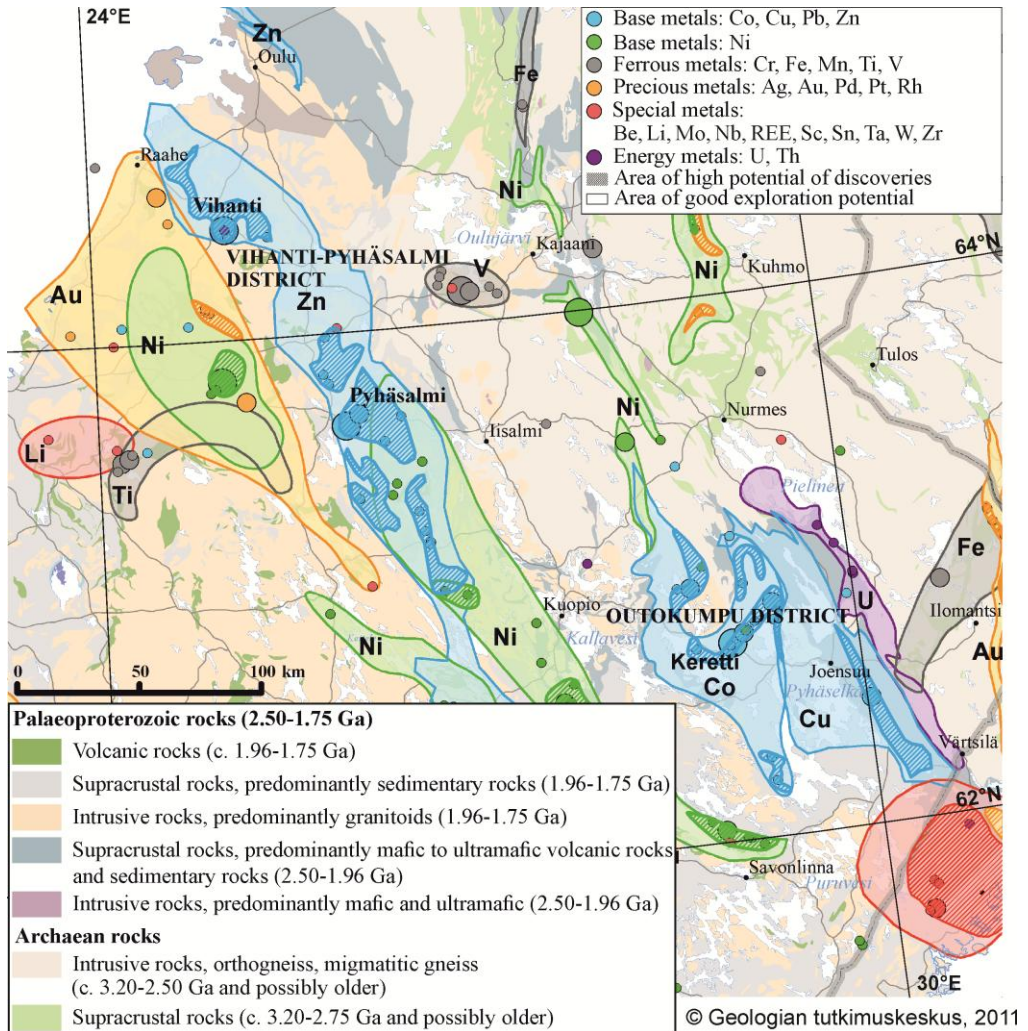 24°E
Zn
Oulu
Fe
Base metals: Co, Cu, Pb, Zn
Base metals: Ni
Ferrous metals: Cr, Fe, Mn, Ti, V
Precious metals: Ag, Au, Pd, Pt, Rh
Special metals:
Be, Li, Mo, Nb, REE, Sc, Sn, Ta, W, Zr
Energy metals: U, Th
Area of high potential of discoveries
Area of good exploration potential
Raahe
Vihanti
Ni
Oulujärvi
Kajaani
64°N
VIHANTI-PYHÄSALMI
DISTRICT
V
Ni
Kuhmo
Au
Zn
Ni
Tulos
Pyhäsalmi
Ni
Nurmes
Iisalmi
Li
Ti
Pielinen
Fe
U
Kuopio
OUTOKUMPU DISTRICT
Ilomantsi
Ni
Kallavesi
Ni
Keretti
Joensuu
Au
Co
Pyhäselkä
Cu
0 50 100 km
Värtsilä
Palaeoproterozoic rocks (2.50-1.75 Ga)
Volcanic rocks (c. 1.96-1.75 Ga)
Supracrustal rocks, predominantly sedimentary rocks (1.96-1.75 Ga)
Intrusive rocks, predominantly granitoids (1.96-1.75 Ga)
Supracrustal rocks, predominantly mafic to ultramafic volcanic rocks
and sedimentary rocks (2.50-1.96 Ga)
Intrusive rocks, predominantly mafic and ultramafic (2.50-1.96 Ga)
Archaean rocks
Intrusive rocks, orthogneiss, migmatitic gneiss
(c. 3.20-2.50 Ga and possibly older)
Supracrustal rocks (c. 3.20-2.75 Ga and possibly older)
62°N
Savonlinna
Puruvesi
30°E
© Geologian tutkimuskeskus, 2011